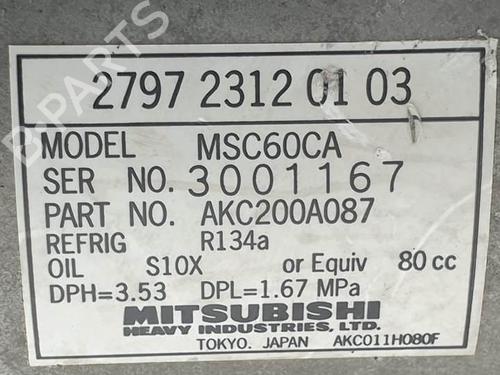 2797 2312 01 03
MODEL MSC60CA
SER NO. 3001167
PART NO. AKC200A087
REFRIG R134a
OIL S10X or Equiv 80 cc
DPH=3.53 DPL=1.67 MPa
MITSUBISHI
HEAVY INDUSTRIES, LTD.
TOKYO. JAPAN AKC011H080F